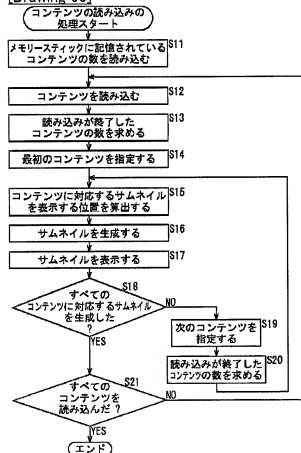 コンテンツの読み込みの
処理スタート
S11
メモリースティックに記憶されている
コンテンツの数を読み込む
S12
コンテンツを読み込む
S13
読み込みが終了した
コンテンツの数を求める
S14
最初のコンテンツを指定する
S15
コンテンツに対応するサムネイル
を表示する位置を算出する
S16
サムネイルを生成する
S17
サムネイルを表示する
S18
すべての
コンテンツに対応するサムネイル
を生成した
?
NO
YES
S19
次のコンテンツを
指定する
S20
読み込みが終了した
コンテンツの数を求める
S21
すべての
コンテンツを
読み込んだ?
NO
YES
エンド